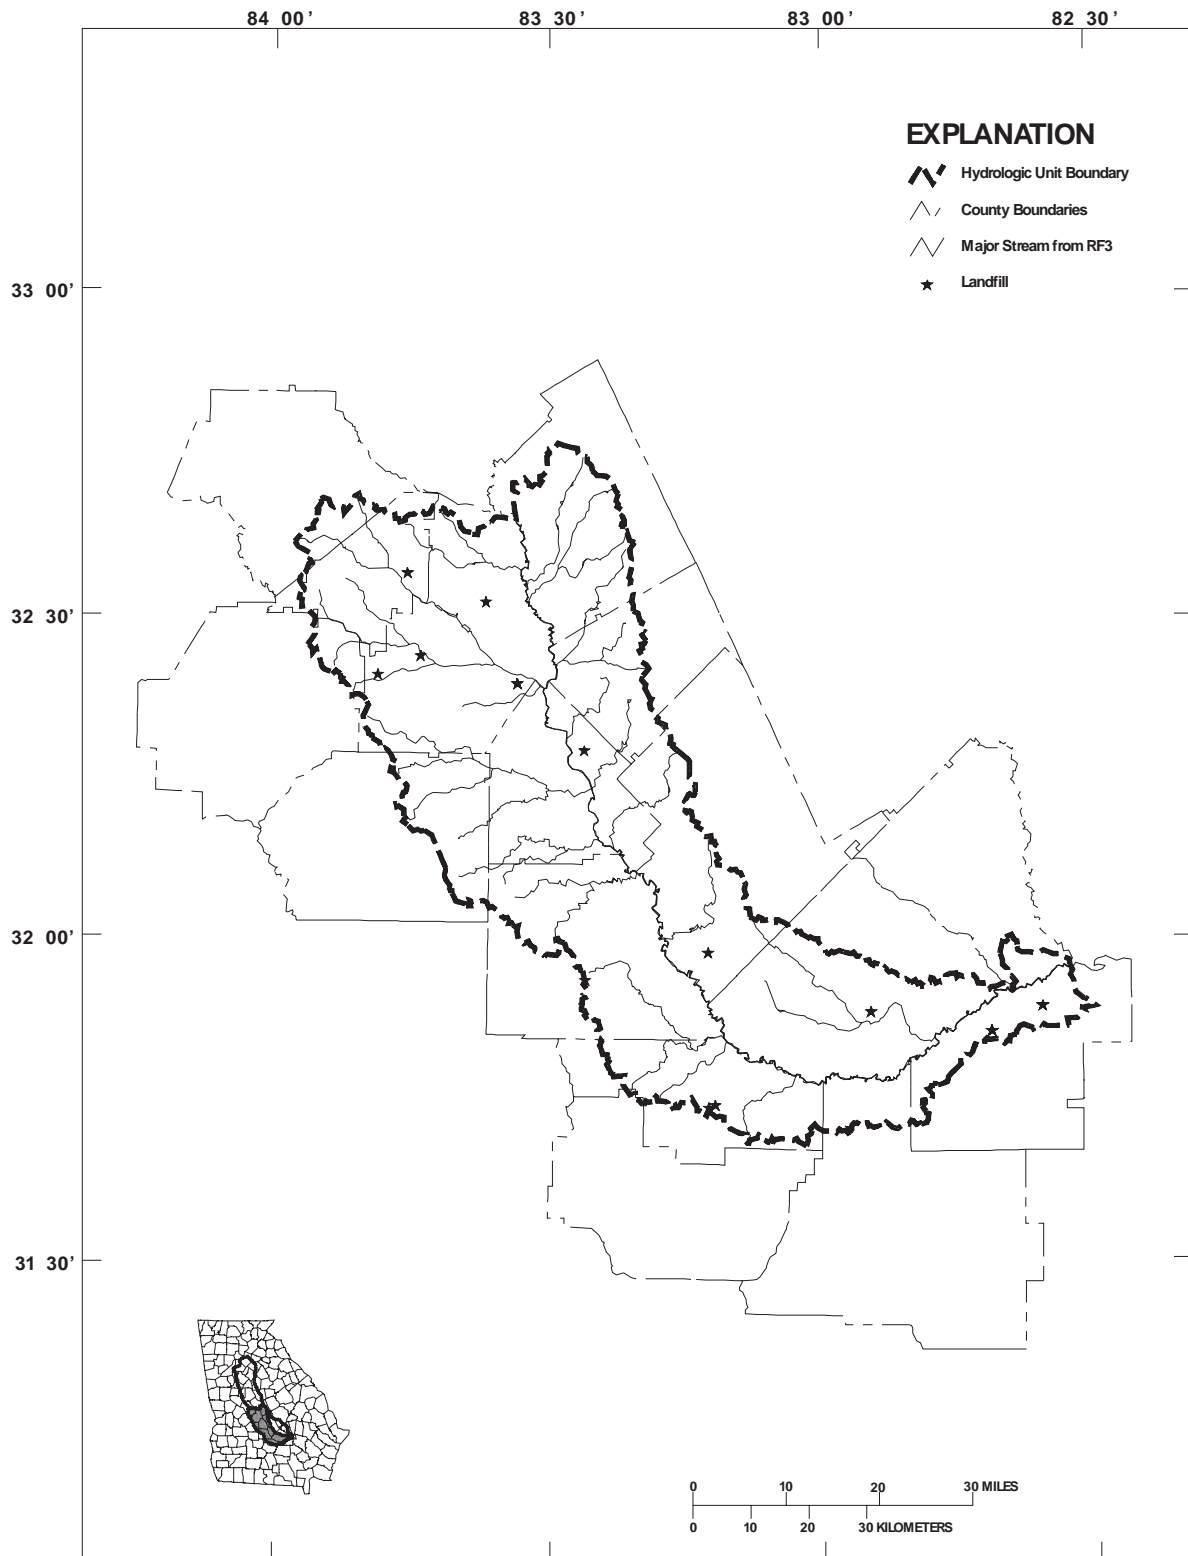 84 00 ' 83 30 ' 83 00 ' 82 30 '
EXPLANATION
Hydrologic Unit Boundary
County Boundaries
Major Stream from RF3
Landfill
33 00'
32 30'
32 00'
31 30'
0 10 20 30 MILES
0 10 20 30 KILOMETERS